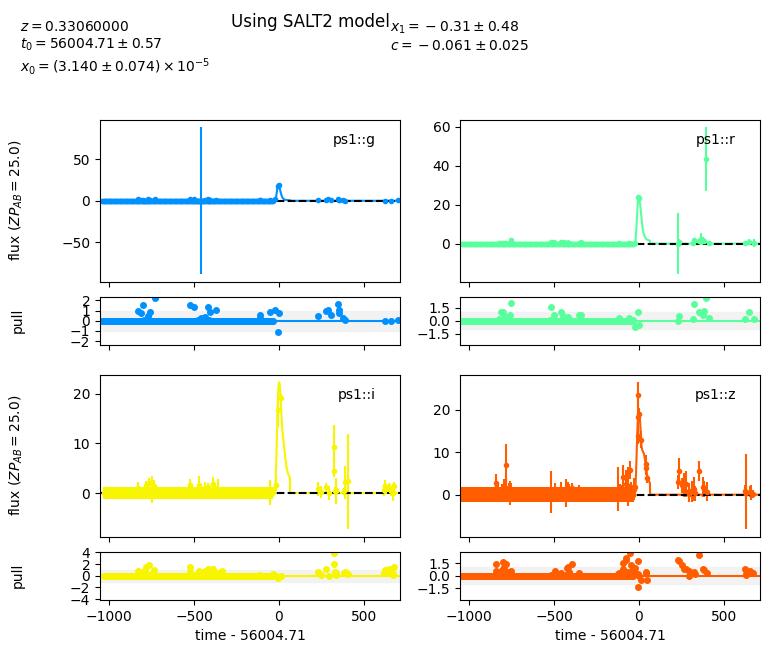 Using SALT2 model
z = 0.33060000
t₀ = 56004.71 ± 0.57
x₀ = (3.140 ± 0.074) × 10⁻⁵
x₁ = −0.31 ± 0.48
c = −0.061 ± 0.025
ps1::g
50
0
−50
flux (ZP_AB = 25.0)
ps1::r
60
40
20
0
2
1
0
−1
−2
pull
1.5
0.0
−1.5
ps1::i
20
10
0
flux (ZP_AB = 25.0)
ps1::z
20
10
0
4
2
0
−2
−4
pull
1.5
0.0
−1.5
−1000 −500 0 500
time - 56004.71
−1000 −500 0 500
time - 56004.71